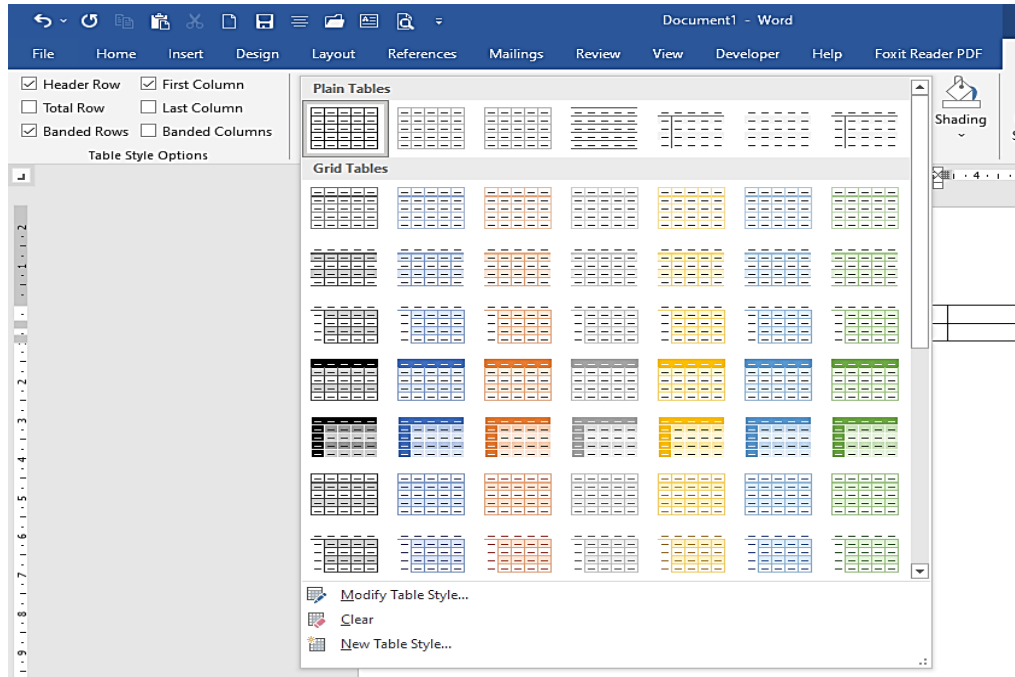 Document1 - Word
File Home Insert Design Layout References Mailings Review View Developer Help Foxit Reader PDF
Header Row First Column
Total Row Last Column
Banded Rows Banded Columns
Table Style Options
Plain Tables
Shading
Grid Tables
Modify Table Style...
Clear
New Table Style...